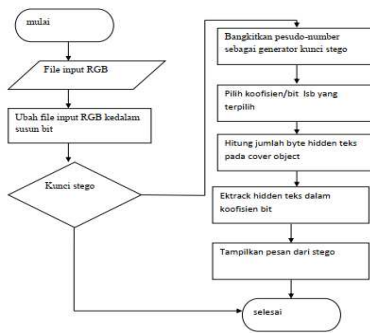 mulai
File input RGB
Ubah file input RGB kedalam
susun bit
Kunci stego
Bangkitkan pesudo-number
sebagai generator kunci stego
Pilih koofisien/bit lsb yang
terpilih
Hitung jumlah byte hidden teks
pada cover object
Ektrack hidden teks dalam
koofisien bit
Tampilkan pesan dari stego
selesai